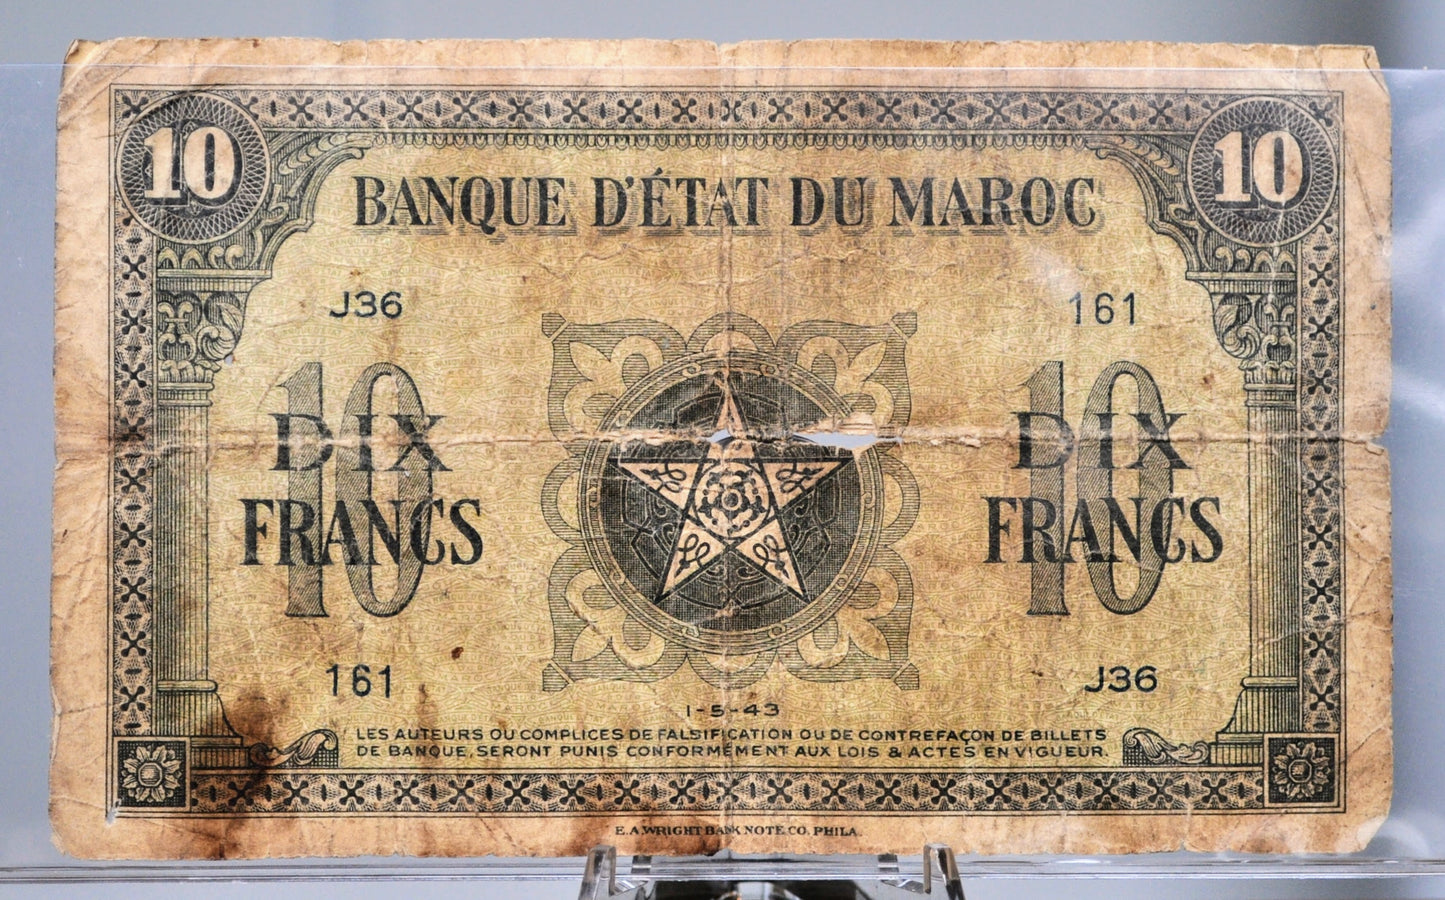 10 10
BANQUE D'ÉTAT DU MAROC
J36 161
10 10
DIX DIX
FRANCS FRANCS
161 J36
1-5-43
LES AUTEURS OU COMPLICES DE FALSIFICATION OU DE CONTREFAÇON DE BILLETS
DE BANQUE, SERONT PUNIS CONFORMÉMENT AUX LOIS & ACTES EN VIGUEUR.
E.A.WRIGHT BANK NOTE CO. PHILA.